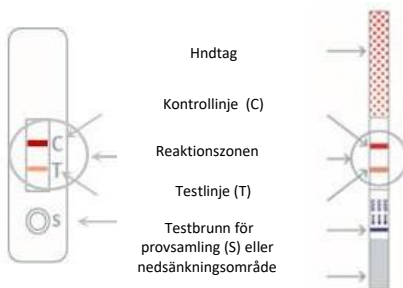 Hndtag
Kontrollinje (C)
Reaktionszonen
Testlinje (T)
Testbrunn för
provsamling (S) eller
nedsänkningsområde
C
T
S